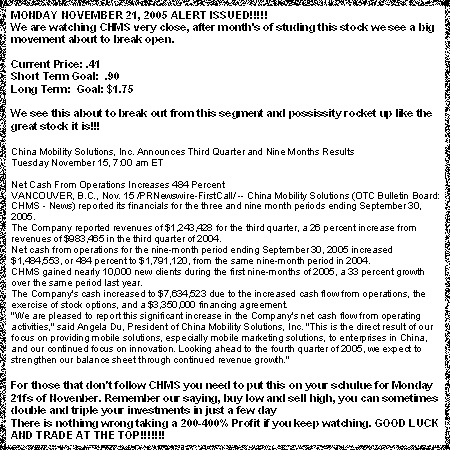 MONDAY NOVEMBER 21, 2005 ALERT ISSUED!!!!!
We are watching CHMS very close, after month's of studing this stock we see a big
movement about to break open.
Current Price: .41
Short Term Goal: .90
Long Term: Goal: $1.75
We see this about to break out from this segment and possissity rocket up like the
great stock it is!!!
China Mobility Solutions, Inc. Announces Third Quarter and Nine Months Results
Tuesday November 15, 7:00 am ET
Net Cash From Operations Increases 484 Percent
VANCOUVER, B.C., Nov. 15 /PRNewswire-FirstCall/ -- China Mobility Solutions (OTC Bulletin Board:
CHMS - News) reported its financials for the three and nine month periods ending September 30,
2005.
The Company reported revenues of $1,243,428 for the third quarter, a 26 percent increase from
revenues of $983,465 in the third quarter of 2004.
Net cash from operations for the nine-month period ending September 30, 2005 increased
$1,484,553, or 484 percent to $1,791,120, from the same nine-month period in 2004.
CHMS gained nearly 10,000 new clients during the first nine-months of 2005, a 33 percent growth
over the same period last year.
The Company's cash increased to $7,634,523 due to the increased cash flow from operations, the
exercise of stock options, and a $3,350,000 financing agreement.
"We are pleased to report this significant increase in the Company's net cash flow from operating
activities," said Angela Du, President of China Mobility Solutions, Inc. "This is the direct result of our
focus on providing mobile solutions, especially mobile marketing solutions, to enterprises in China,
and our continued focus on innovation. Looking ahead to the fourth quarter of 2005, we expect to
strengthen our balance sheet through continued revenue growth."
For those that don't follow CHMS you need to put this on your schulue for Monday
21fs of Novenber. Remember our saying, buy low and sell high, you can sometimes
double and triple your investments in just a few day
There is nothimg wrong taking a 200-400% Profit if you keep watching. GOOD LUCK
AND TRADE AT THE TOP!!!!!!!